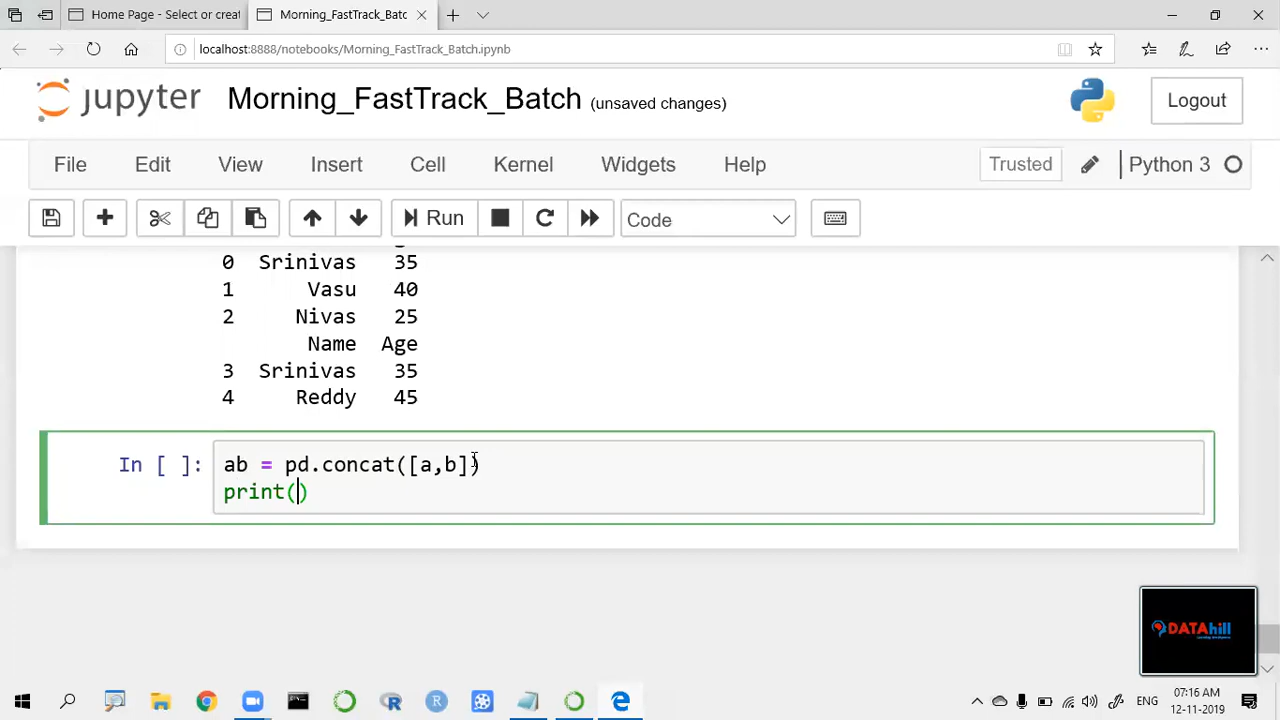 Home Page - Select or creat
Morning_FastTrack_Batc
localhost:8888/notebooks/Morning_FastTrack_Batch.ipynb
jupyter Morning_FastTrack_Batch (unsaved changes)
Logout
File Edit View Insert Cell Kernel Widgets Help
Trusted
Python 3
Run
Code
0 Srinivas 35
1 Vasu 40
2 Nivas 25
Name Age
3 Srinivas 35
4 Reddy 45
In [ ]: ab = pd.concat([a,b])
print()
DATAhill
ENG
07:16 AM
12-11-2019